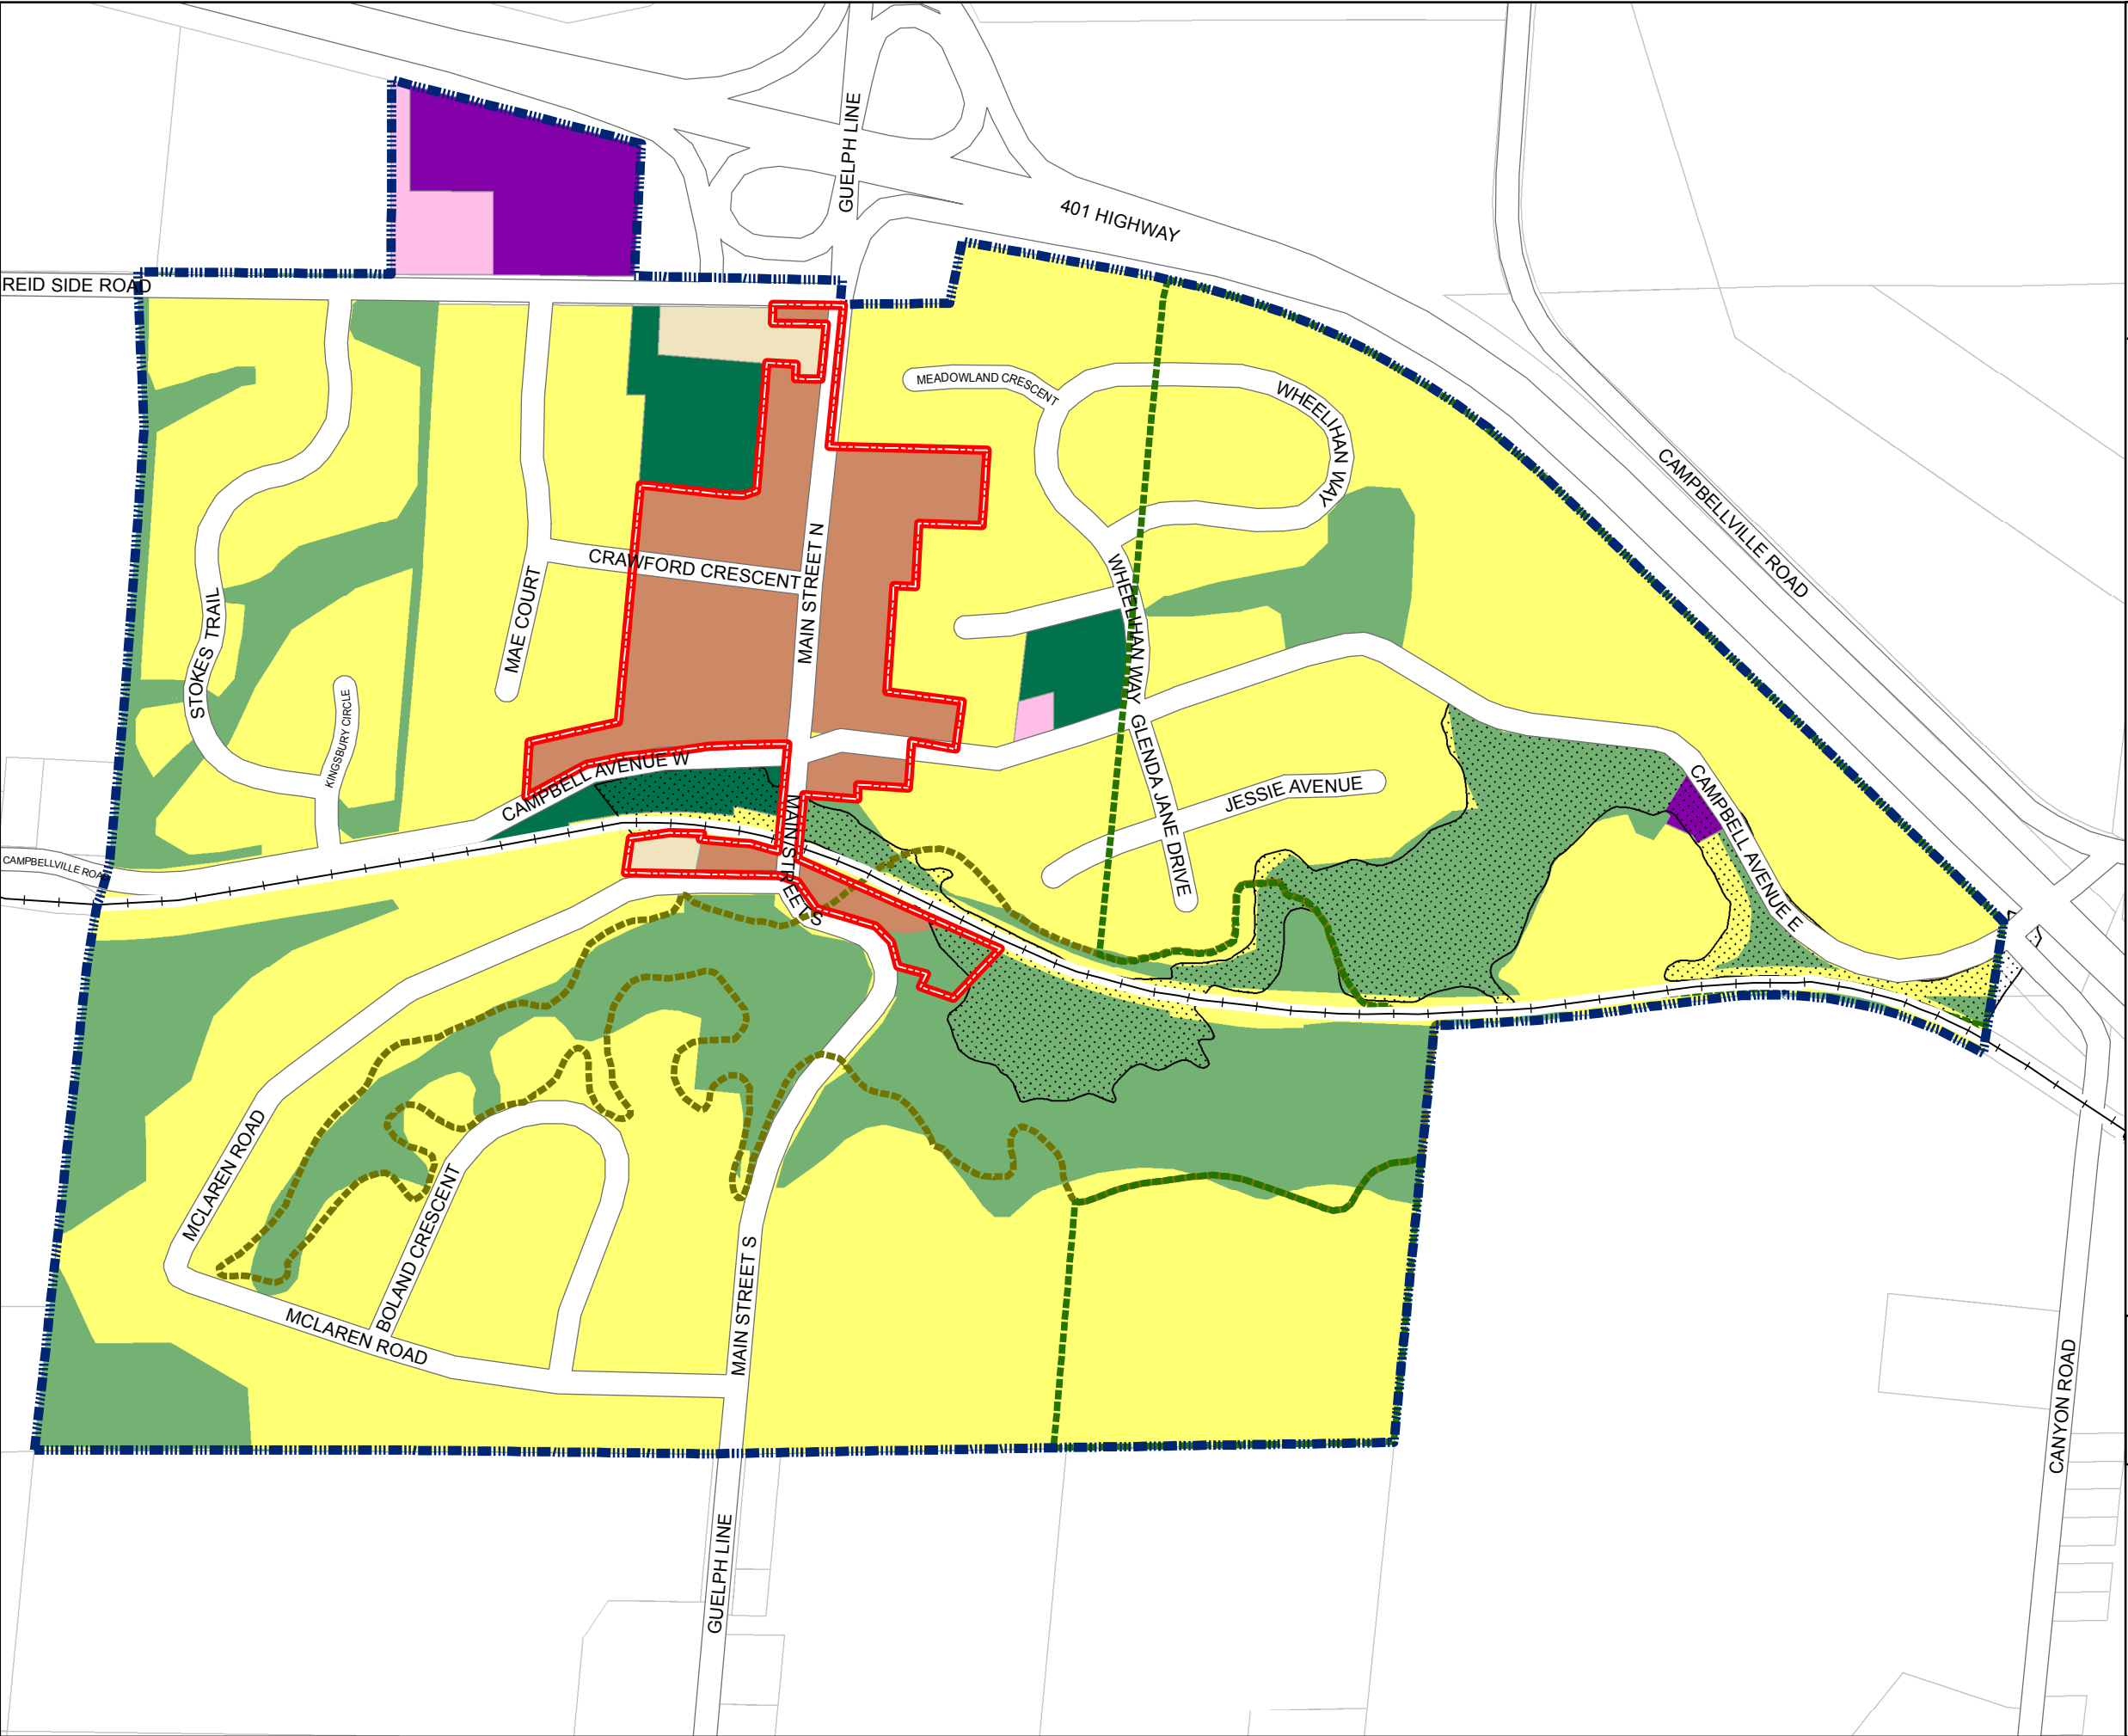 GUELPH LINE
401 HIGHWAY
REID SIDE ROAD
MEADOWLAND CRESCENT
WHEELIHAN WAY
CAMPBELLVILLE ROAD
CRAWFORD CRESCENT
MAIN STREET N
WHEELIHAN WAY
MAE COURT
STOKES TRAIL
KINGSBURY CIRCLE
CAMPBELL AVENUE W
GLENDA JANE DRIVE
JESSIE AVENUE
CAMPBELL AVENUE E
CAMPBELLVILLE ROA
MAIN STREET S
MCLAREN ROAD
BOLAND CRESCENT
MCLAREN ROAD
MAIN STREET S
CANYON ROAD
GUELPH LINE